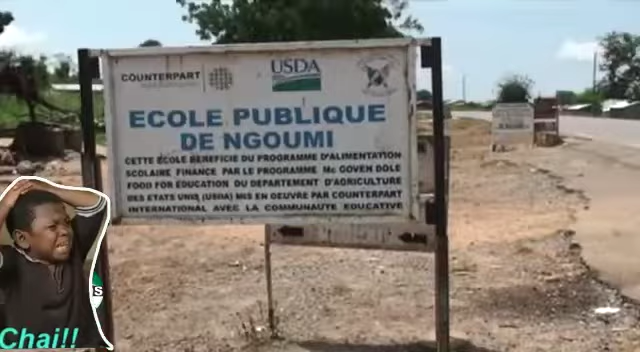 COUNTERPART
USDA
ECOLE PUBLIQUE
DE NGOUMI
CETTE ÉCOLE BENEFICIE DU PROGRAMME D'ALIMENTATION
SCOLAIRE FINANCE PAR LE PROGRAMME Mc GOVEN DOLE
FOOD FOR EDUCATION DU DEPARTEMENT D'AGRICULTURE
DES ETATS UNIS (USDA) MIS EN OEUVRE PAR COUNTERPART
INTERNATIONAL AVEC LA COMMUNAUTE EDUCATIVE
Chai!!